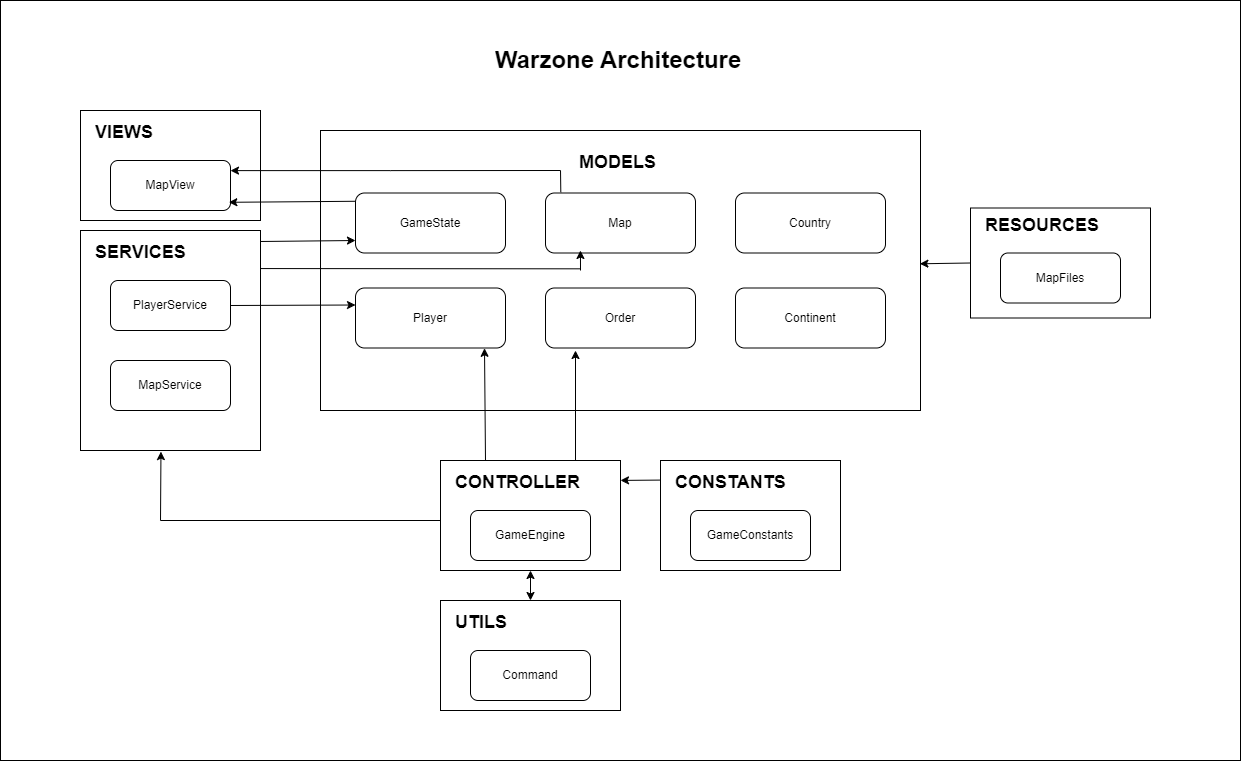 Warzone Architecture
VIEWS
MapView
SERVICES
PlayerService
MapService
MODELS
GameState
Map
Country
Player
Order
Continent
RESOURCES
MapFiles
CONTROLLER
GameEngine
CONSTANTS
GameConstants
UTILS
Command